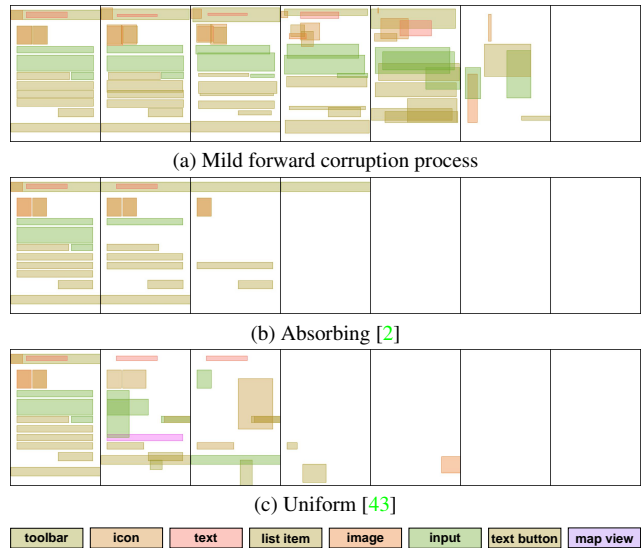 (a) Mild forward corruption process
(b) Absorbing [2]
(c) Uniform [43]
toolbar icon text list item image input text button map view